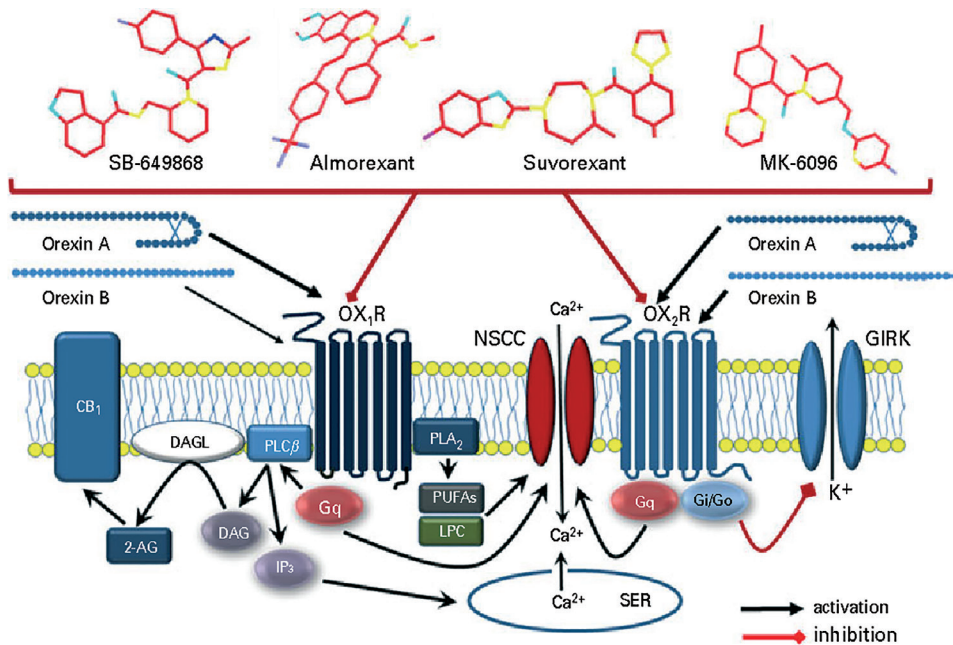 SB-649868
Almorexant
Suvorexant
MK-6096
Orexin A
Orexin B
OX₁R
Ca²⁺
OX₂R
Orexin A
Orexin B
NSCC
GIRK
CB₁
DAGL
PLCβ
PLA₂
PUFAs
LPC
Gq
Gq
Gi/Go
K⁺
2-AG
DAG
IP₃
Ca²⁺
Ca²⁺
SER
activation
inhibition